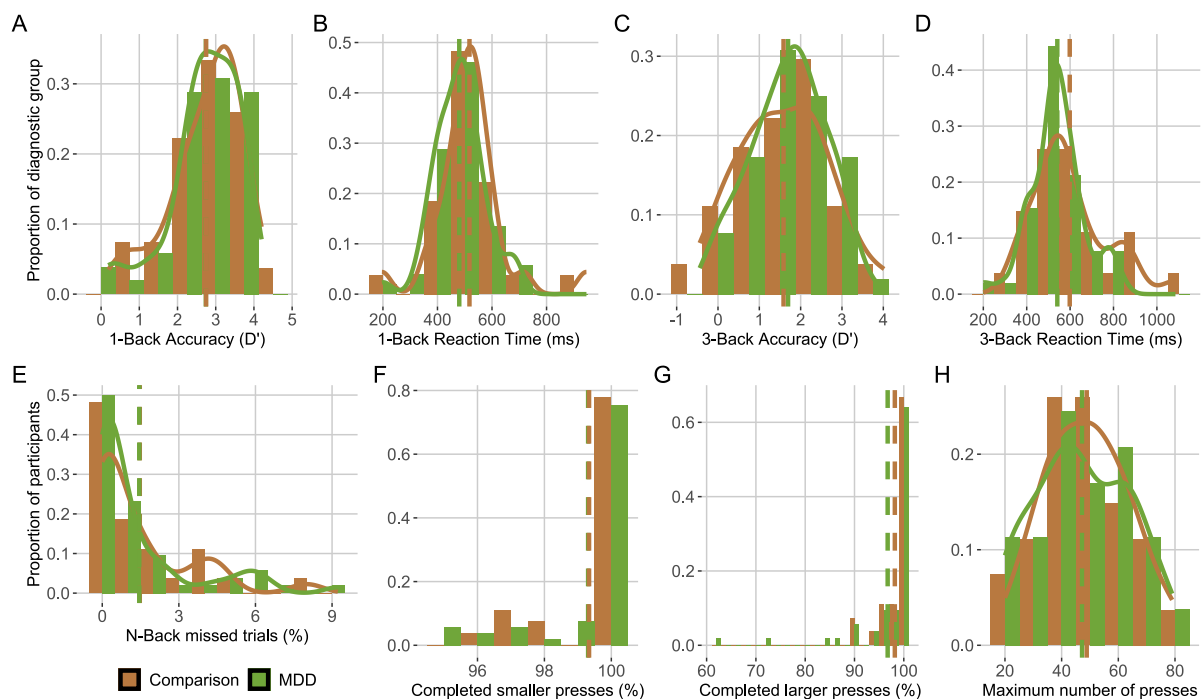 A
B
C
D
Proportion of diagnostic group
0.3
0.2
0.1
0.0
0 1 2 3 4 5
1-Back Accuracy (D')
0.5
0.4
0.3
0.2
0.1
0.0
200 400 600 800
1-Back Reaction Time (ms)
0.3
0.2
0.1
0.0
-1 0 1 2 3 4
3-Back Accuracy (D')
0.4
0.3
0.2
0.1
0.0
200 400 600 800 1000
3-Back Reaction Time (ms)
E
F
G
H
Proportion of participants
0.5
0.4
0.3
0.2
0.1
0.0
0 3 6 9
N-Back missed trials (%)
0.8
0.6
0.4
0.2
0.0
96 98 100
Completed smaller presses (%)
0.6
0.4
0.2
0.0
60 70 80 90 100
Completed larger presses (%)
0.2
0.1
0.0
20 40 60 80
Maximum number of presses
Comparison MDD